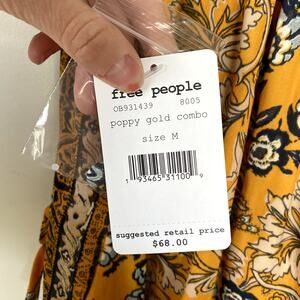 free people
OB931439 8005
poppy gold combo
size M
1 93465 31100 9
suggested retail price
$68.00